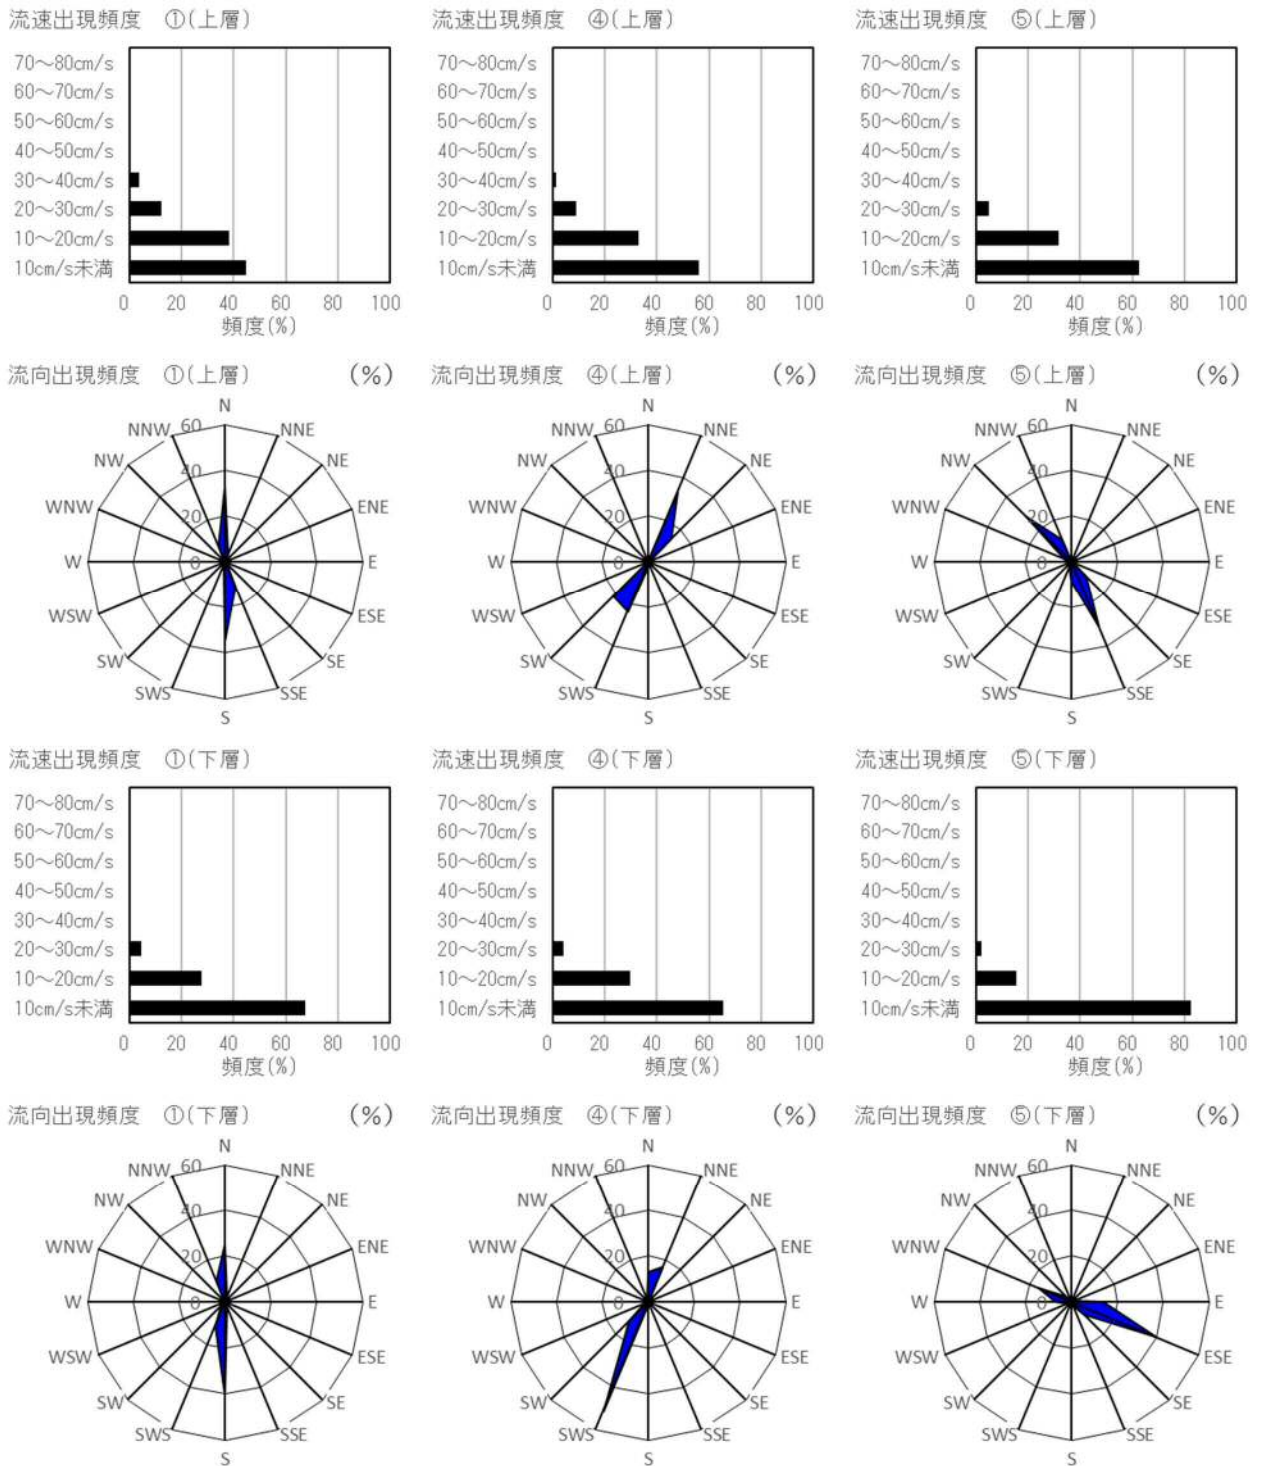 流速出現頻度 ①(上層)
70～80cm/s
60～70cm/s
50～60cm/s
40～50cm/s
30～40cm/s
20～30cm/s
10～20cm/s
10cm/s未満
0 20 40 60 80 100
頻度(%)
流速出現頻度 ④(上層)
70～80cm/s
60～70cm/s
50～60cm/s
40～50cm/s
30～40cm/s
20～30cm/s
10～20cm/s
10cm/s未満
0 20 40 60 80 100
頻度(%)
流速出現頻度 ⑤(上層)
70～80cm/s
60～70cm/s
50～60cm/s
40～50cm/s
30～40cm/s
20～30cm/s
10～20cm/s
10cm/s未満
0 20 40 60 80 100
頻度(%)
流向出現頻度 ①(上層) (%)
N
NNW 60 NNE
NW 40 NE
WNW 20 ENE
W 0 E
WSW ESE
SW SE
SWS SSE
S
流向出現頻度 ④(上層) (%)
N
NNW 60 NNE
NW 40 NE
WNW 20 ENE
W 0 E
WSW ESE
SW SE
SWS SSE
S
流向出現頻度 ⑤(上層) (%)
N
NNW 60 NNE
NW 40 NE
WNW 20 ENE
W 0 E
WSW ESE
SW SE
SWS SSE
S
流速出現頻度 ①(下層)
70～80cm/s
60～70cm/s
50～60cm/s
40～50cm/s
30～40cm/s
20～30cm/s
10～20cm/s
10cm/s未満
0 20 40 60 80 100
頻度(%)
流速出現頻度 ④(下層)
70～80cm/s
60～70cm/s
50～60cm/s
40～50cm/s
30～40cm/s
20～30cm/s
10～20cm/s
10cm/s未満
0 20 40 60 80 100
頻度(%)
流速出現頻度 ⑤(下層)
70～80cm/s
60～70cm/s
50～60cm/s
40～50cm/s
30～40cm/s
20～30cm/s
10～20cm/s
10cm/s未満
0 20 40 60 80 100
頻度(%)
流向出現頻度 ①(下層) (%)
N
NNW 60 NNE
NW 40 NE
WNW 20 ENE
W 0 E
WSW ESE
SW SE
SWS SSE
S
流向出現頻度 ④(下層) (%)
N
NNW 60 NNE
NW 40 NE
WNW 20 ENE
W 0 E
WSW ESE
SW SE
SWS SSE
S
流向出現頻度 ⑤(下層) (%)
N
NNW 60 NNE
NW 40 NE
WNW 20 ENE
W 0 E
WSW ESE
SW SE
SWS SSE
S